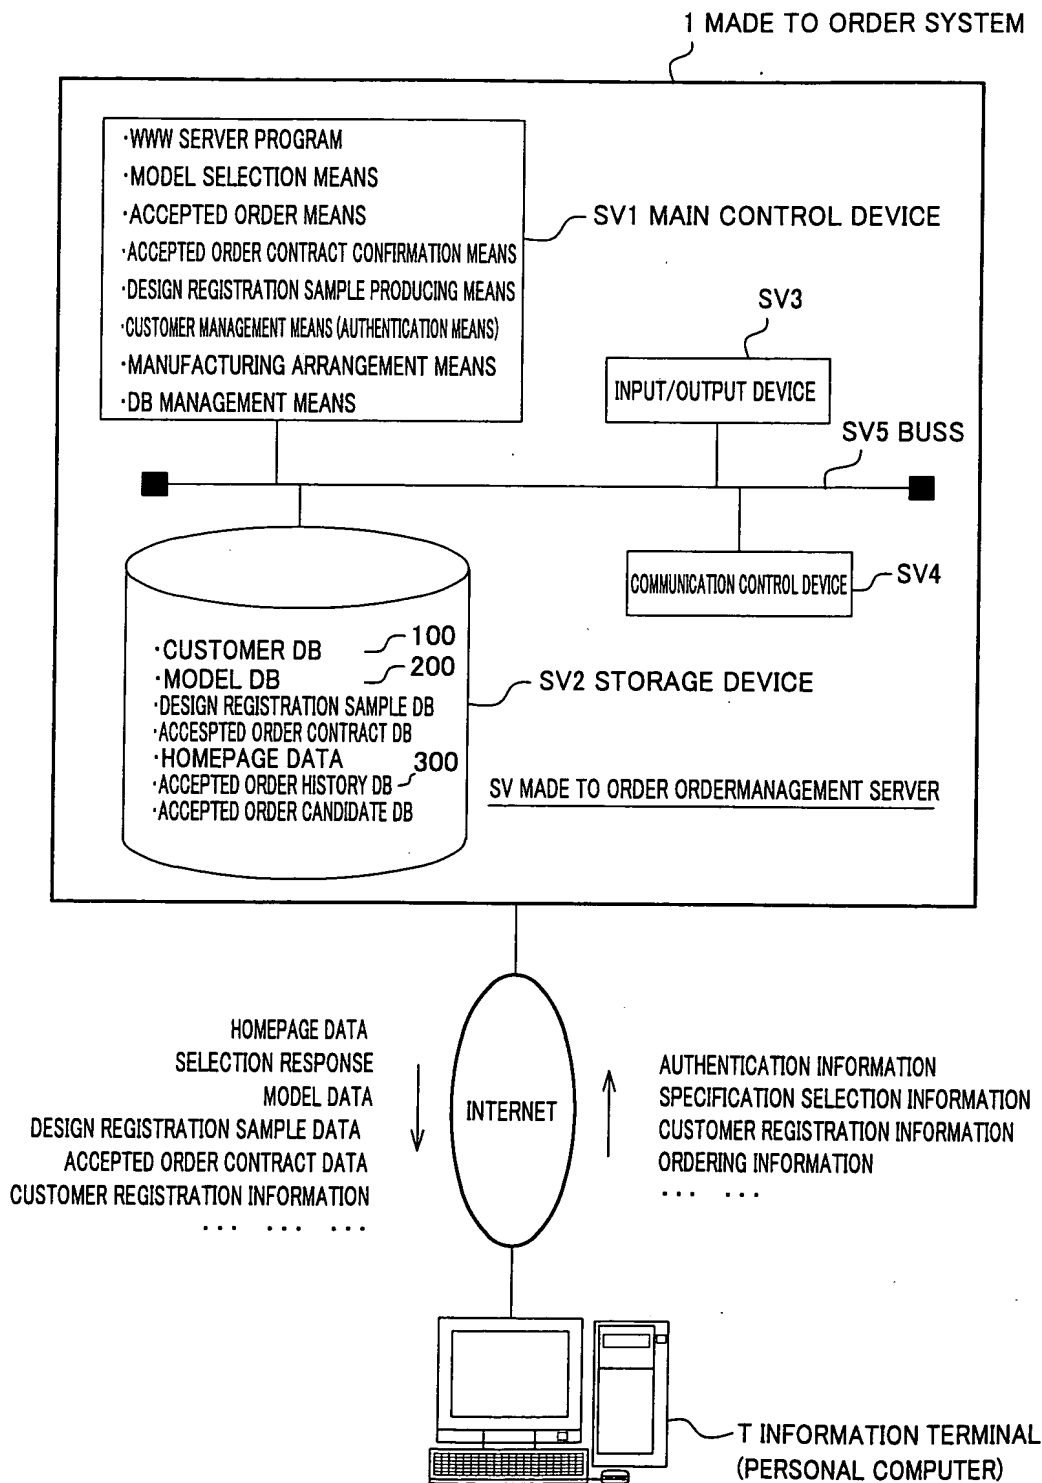 1 MADE TO ORDER SYSTEM
·WWW SERVER PROGRAM
·MODEL SELECTION MEANS
·ACCEPTED ORDER MEANS
·ACCEPTED ORDER CONTRACT CONFIRMATION MEANS
·DESIGN REGISTRATION SAMPLE PRODUCING MEANS
·CUSTOMER MANAGEMENT MEANS (AUTHENTICATION MEANS)
·MANUFACTURING ARRANGEMENT MEANS
·DB MANAGEMENT MEANS
SV1 MAIN CONTROL DEVICE
SV3
INPUT/OUTPUT DEVICE
SV5 BUSS
COMMUNICATION CONTROL DEVICE
SV4
·CUSTOMER DB 100
·MODEL DB 200
·DESIGN REGISTRATION SAMPLE DB
·ACCESPTED ORDER CONTRACT DB
·HOMEPAGE DATA 300
·ACCEPTED ORDER HISTORY DB
·ACCEPTED ORDER CANDIDATE DB
SV2 STORAGE DEVICE
SV MADE TO ORDER ORDERMANAGEMENT SERVER
HOMEPAGE DATA
SELECTION RESPONSE
MODEL DATA
DESIGN REGISTRATION SAMPLE DATA
ACCEPTED ORDER CONTRACT DATA
CUSTOMER REGISTRATION INFORMATION
... ... ...
INTERNET
AUTHENTICATION INFORMATION
SPECIFICATION SELECTION INFORMATION
CUSTOMER REGISTRATION INFORMATION
ORDERING INFORMATION
... ...
T INFORMATION TERMINAL
(PERSONAL COMPUTER)